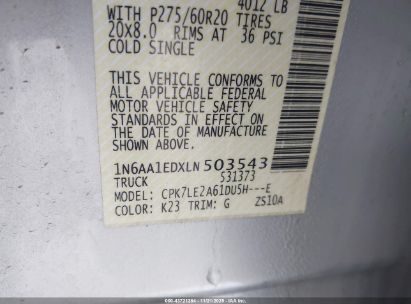 4012 LB
WITH P275/60R20 TIRES
20X8.0 RIMS AT 36 PSI
COLD SINGLE
THIS VEHICLE CONFORMS TO
ALL APPLICABLE FEDERAL
MOTOR VEHICLE SAFETY
STANDARDS IN EFFECT ON
THE DATE OF MANUFACTURE
SHOWN ABOVE.
1N6AA1EDXLN503543
TRUCK S31373
MODEL: CPK7LE2A61DU5H---E
COLOR: K23 TRIM: G ZS10A